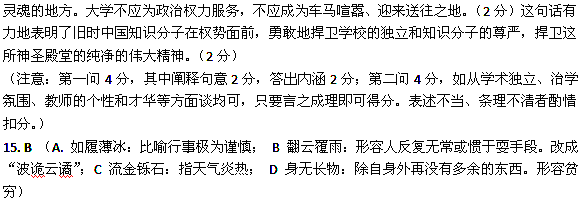 灵魂的地方。大学不应为政治权力服务，不应成为车马喧嚣、迎来送往之地。（2 分）这句话有
力地表明了旧时中国知识分子在权势面前，勇敢地捍卫学校的独立和知识分子的尊严，捍卫这
所神圣殿堂的纯净的伟大精神。（2 分）
（注意：第一问 4 分，其中阐释句意 2 分，答出内涵 2 分；第二问 4 分，如从学术独立、治学
氛围、教师的个性和才华等方面谈均可，只要言之成理即可得分。表述不当、条理不清者酌情
扣分。）
15. B （A. 如履薄冰：比喻行事极为谨慎； B 翻云覆雨：形容人反复无常或惯于耍手段。改成
“波诡云谲”；C 流金铄石：指天气炎热； D 身无长物：除自身外再没有多余的东西。形容贫
穷）